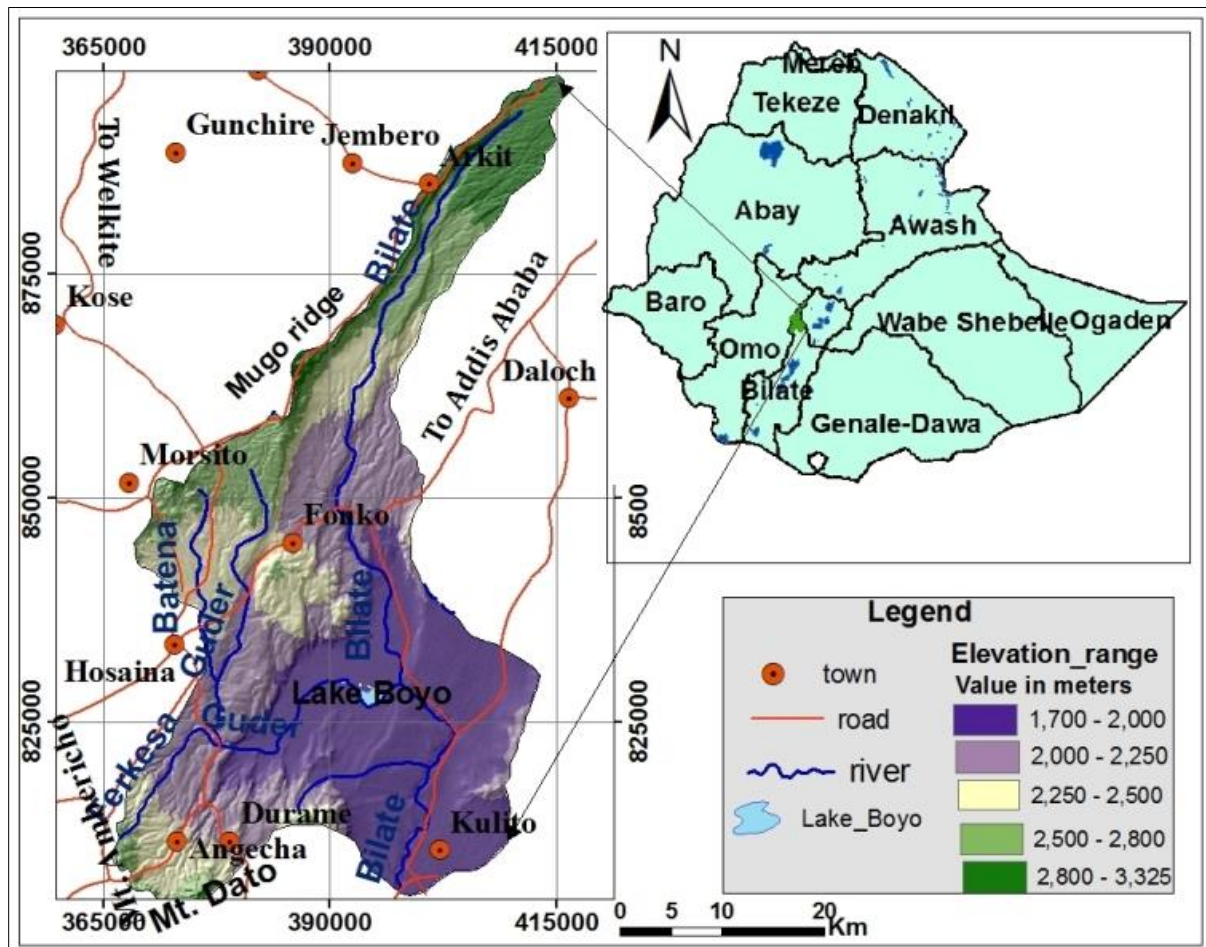 365000 390000 415000
To Welkite
Gunchire
Jembero
Arkit
Bilate
875000
Kose
Mugo ridge
To Addis Ababa
Daloch
Morsito
850000
Fonko
Batena
Guder
Bilate
Hosaina
Lake Boyo
825000
Guder
Mt. Ambericho
Durame
Angecha
Mt. Dato
Bilate
Kulito
365000 390000 415000
8500
825000
N
Mereb
Tekeze
Denakil
Abay
Awash
Baro
Wabe Shebelle
Ogaden
Omo
Bilate
Genale-Dawa
Legend
town
road
river
Lake_Boyo
Elevation_range
Value in meters
1,700 - 2,000
2,000 - 2,250
2,250 - 2,500
2,500 - 2,800
2,800 - 3,325
0 5 10 20
Km